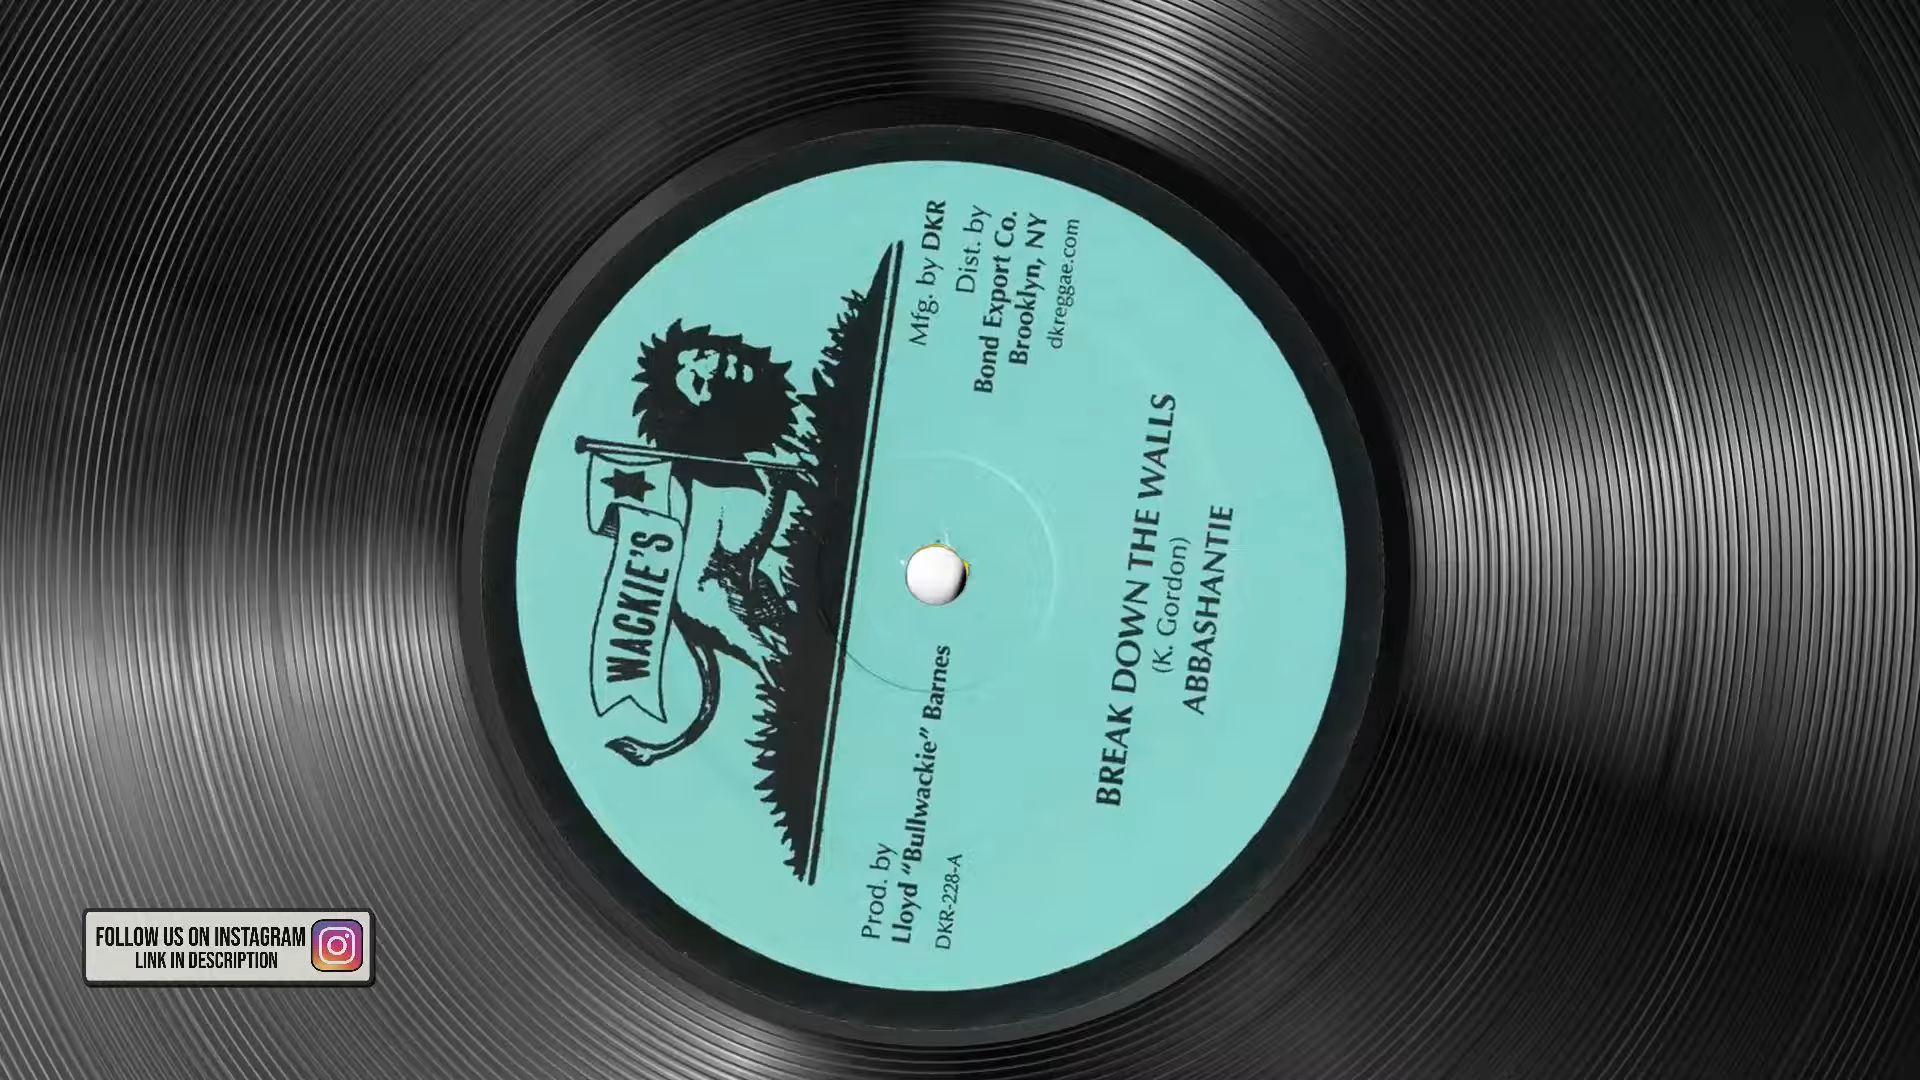 WACKIE'S
Prod. by
Lloyd “Bullwackie” Barnes
DKR-228-A
Mfg. by DKR
Dist. by
Bond Export Co.
Brooklyn, NY
dkreggae.com
BREAK DOWN THE WALLS
(K. Gordon)
ABBASHANTIE
FOLLOW US ON INSTAGRAM
LINK IN DESCRIPTION